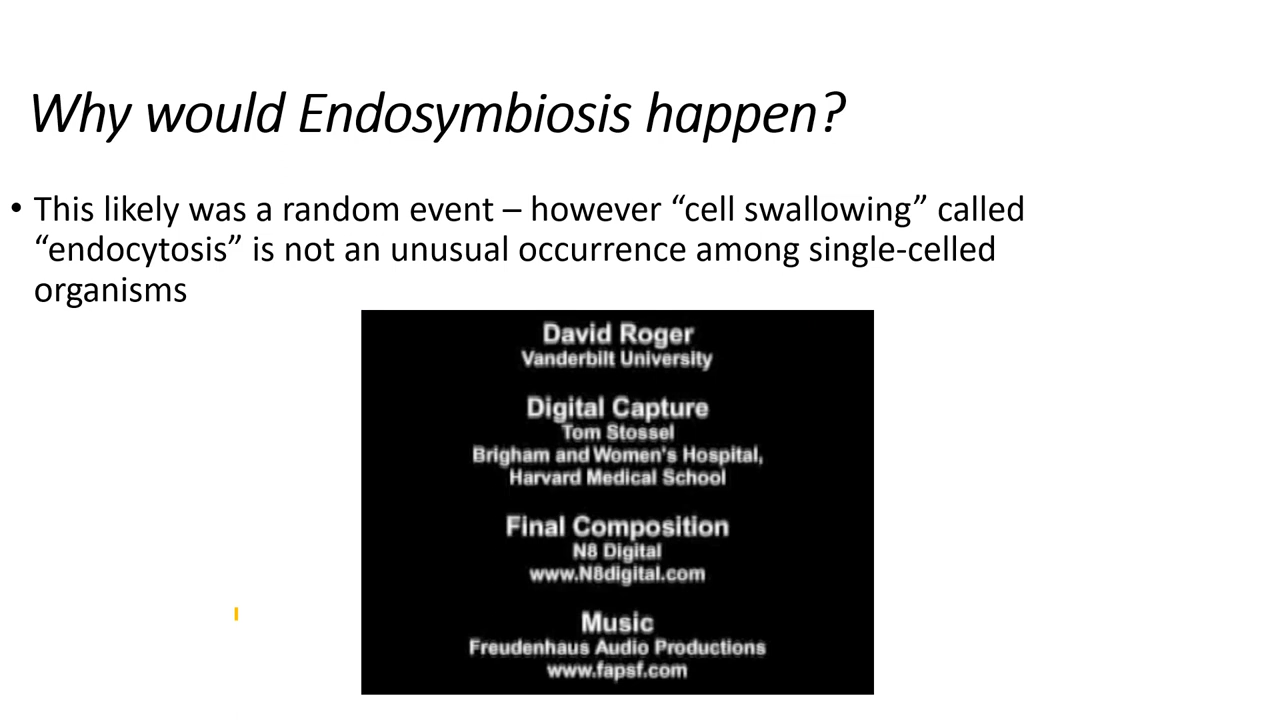 Why would Endosymbiosis happen?
• This likely was a random event – however “cell swallowing” called
“endocytosis” is not an unusual occurrence among single-celled
organisms
David Roger
Vanderbilt University
Digital Capture
Tom Stossel
Brigham and Women's Hospital,
Harvard Medical School
Final Composition
N8 Digital
www.N8digital.com
Music
Freudenhaus Audio Productions
www.fapsf.com